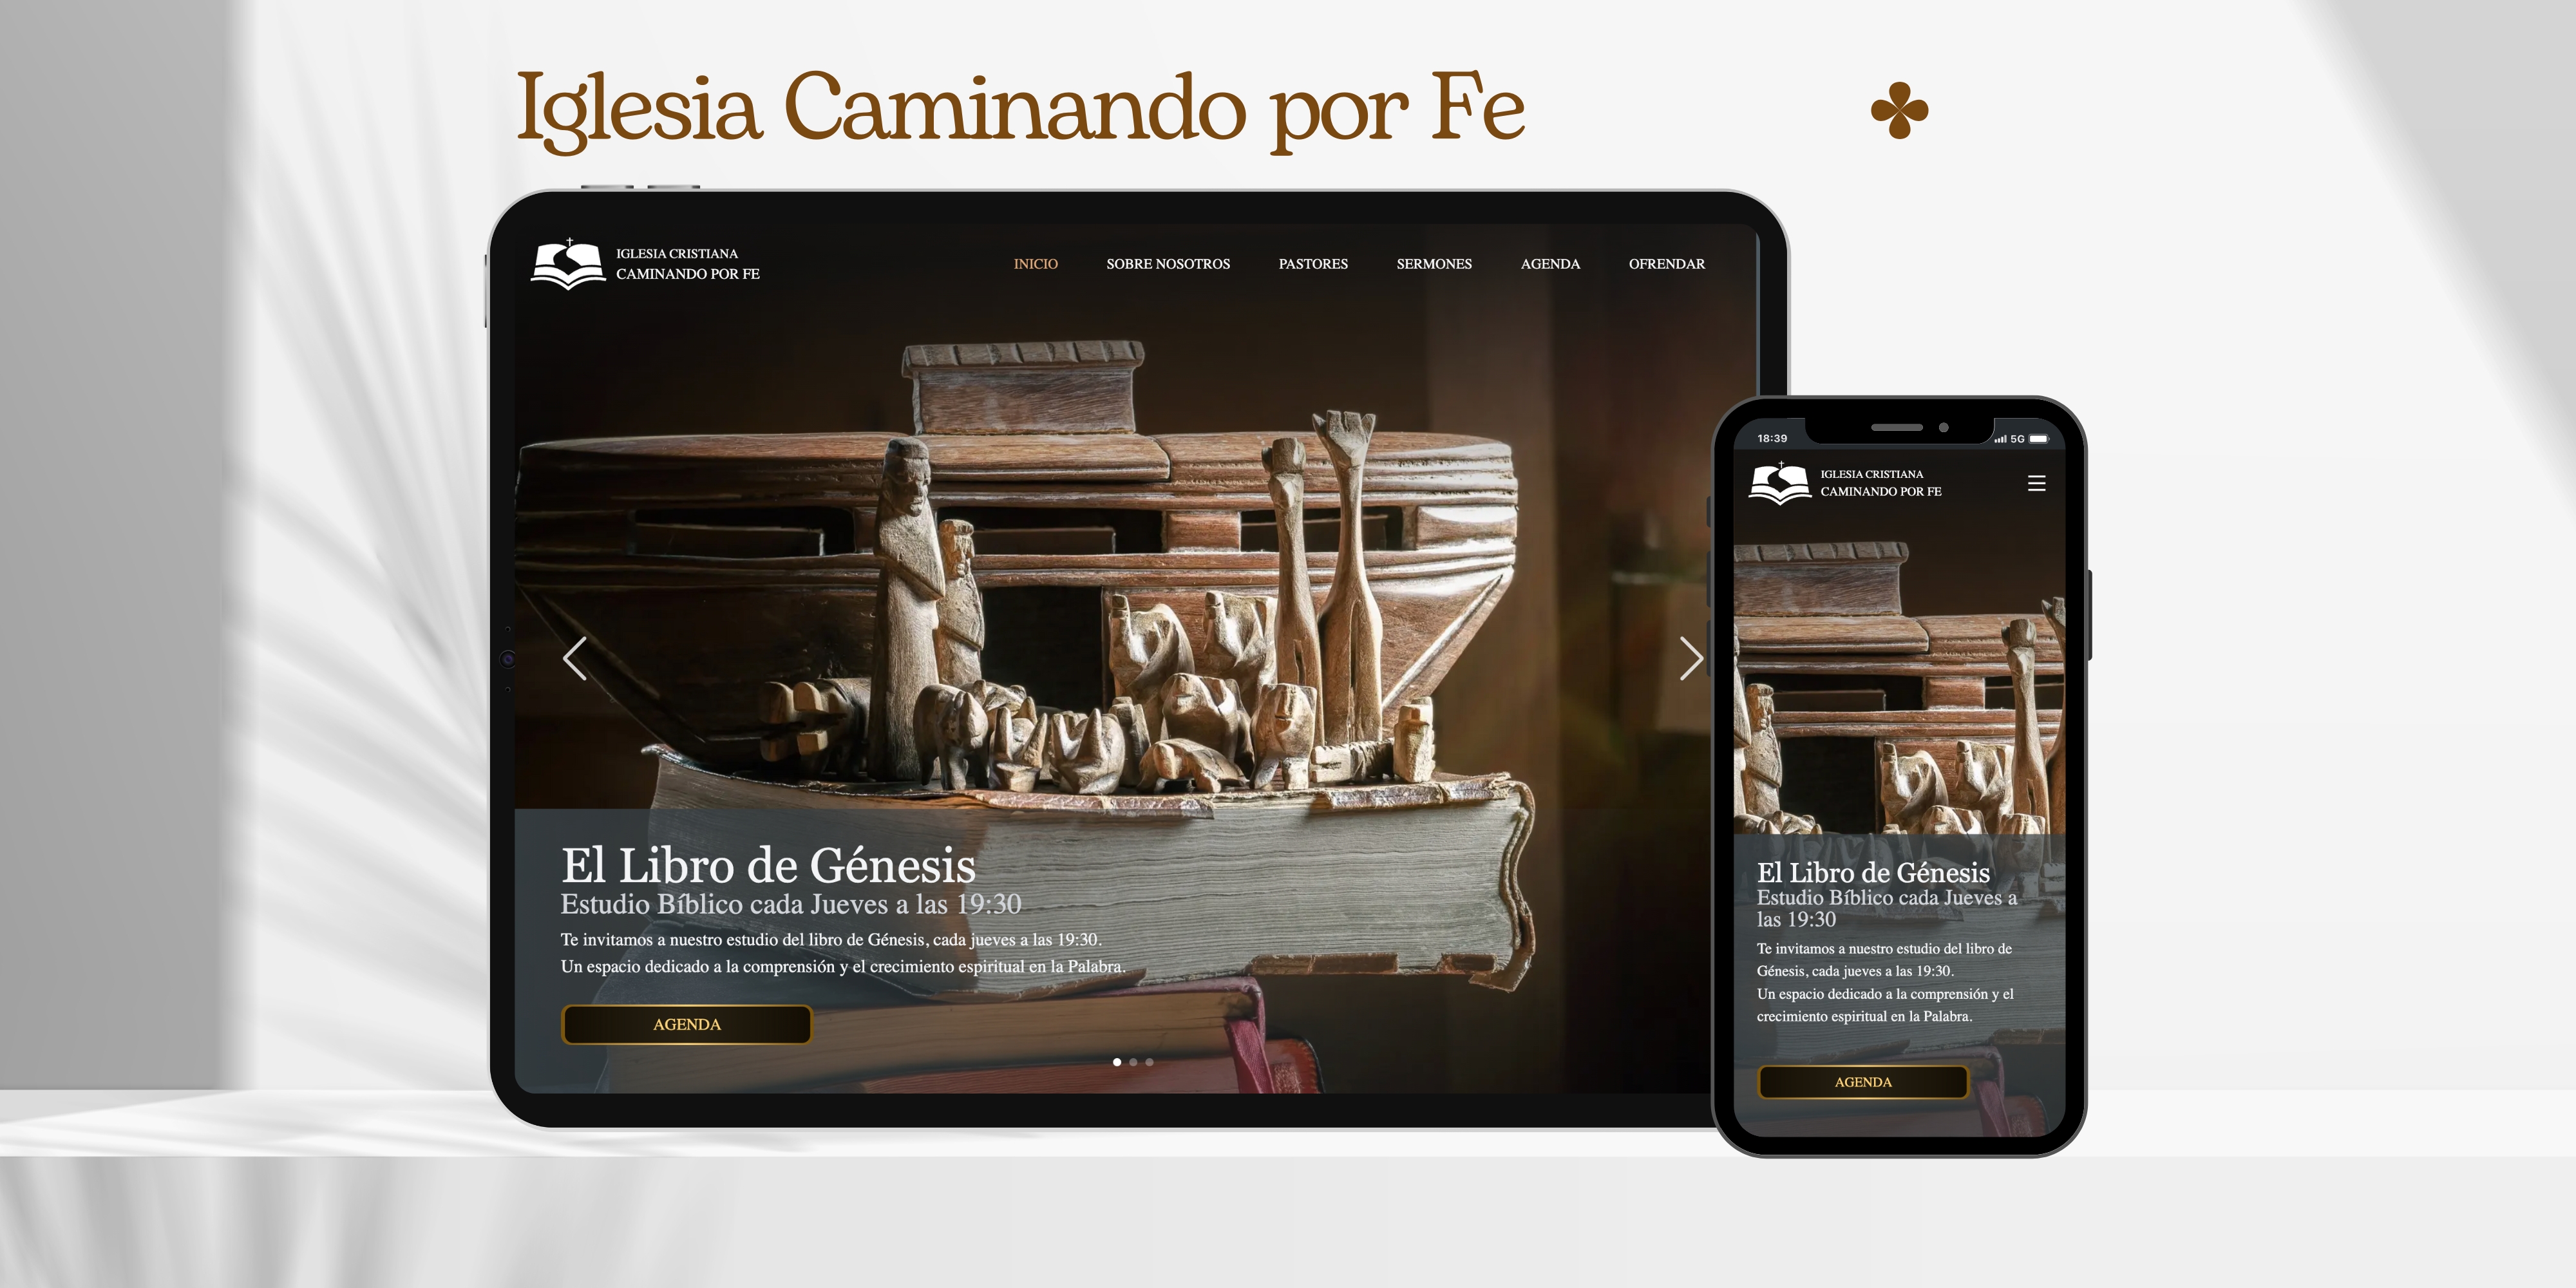 Iglesia Caminando por Fe
IGLESIA CRISTIANA
CAMINANDO POR FE
INICIO
SOBRE NOSOTROS
PASTORES
SERMONES
AGENDA
OFRENDAR
El Libro de Génesis
Estudio Bíblico cada Jueves a las 19:30
Te invitamos a nuestro estudio del libro de Génesis, cada jueves a las 19:30.
Un espacio dedicado a la comprensión y el crecimiento espiritual en la Palabra.
AGENDA
18:39
5G
IGLESIA CRISTIANA
CAMINANDO POR FE
El Libro de Génesis
Estudio Bíblico cada Jueves a
las 19:30
Te invitamos a nuestro estudio del libro de
Génesis, cada jueves a las 19:30.
Un espacio dedicado a la comprensión y el
crecimiento espiritual en la Palabra.
AGENDA